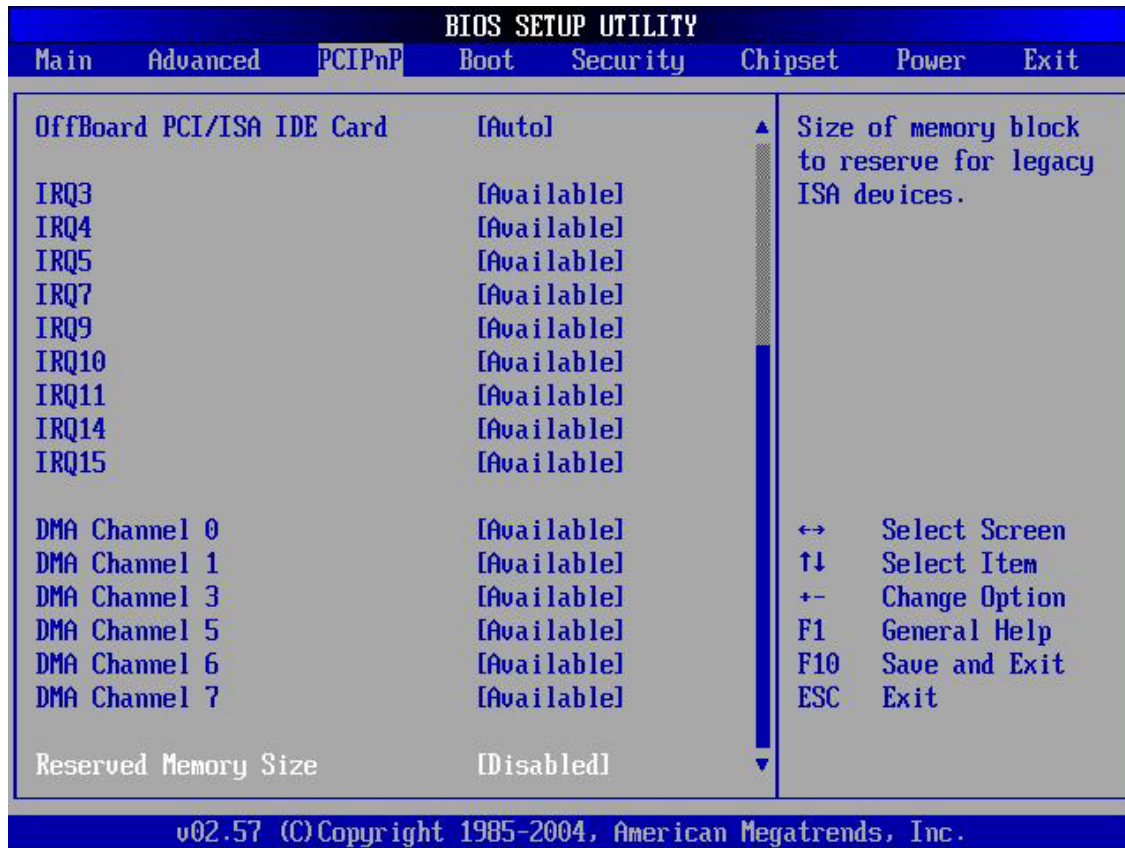 BIOS SETUP UTILITY
Main Advanced PCIPnP Boot Security Chipset Power Exit
OffBoard PCI/ISA IDE Card [Auto]
IRQ3 [Available]
IRQ4 [Available]
IRQ5 [Available]
IRQ7 [Available]
IRQ9 [Available]
IRQ10 [Available]
IRQ11 [Available]
IRQ14 [Available]
IRQ15 [Available]
DMA Channel 0 [Available]
DMA Channel 1 [Available]
DMA Channel 3 [Available]
DMA Channel 5 [Available]
DMA Channel 6 [Available]
DMA Channel 7 [Available]
Reserved Memory Size [Disabled]
Size of memory block
to reserve for legacy
ISA devices.
↔ Select Screen
↑↓ Select Item
+- Change Option
F1 General Help
F10 Save and Exit
ESC Exit
v02.57 (C)Copyright 1985-2004, American Megatrends, Inc.